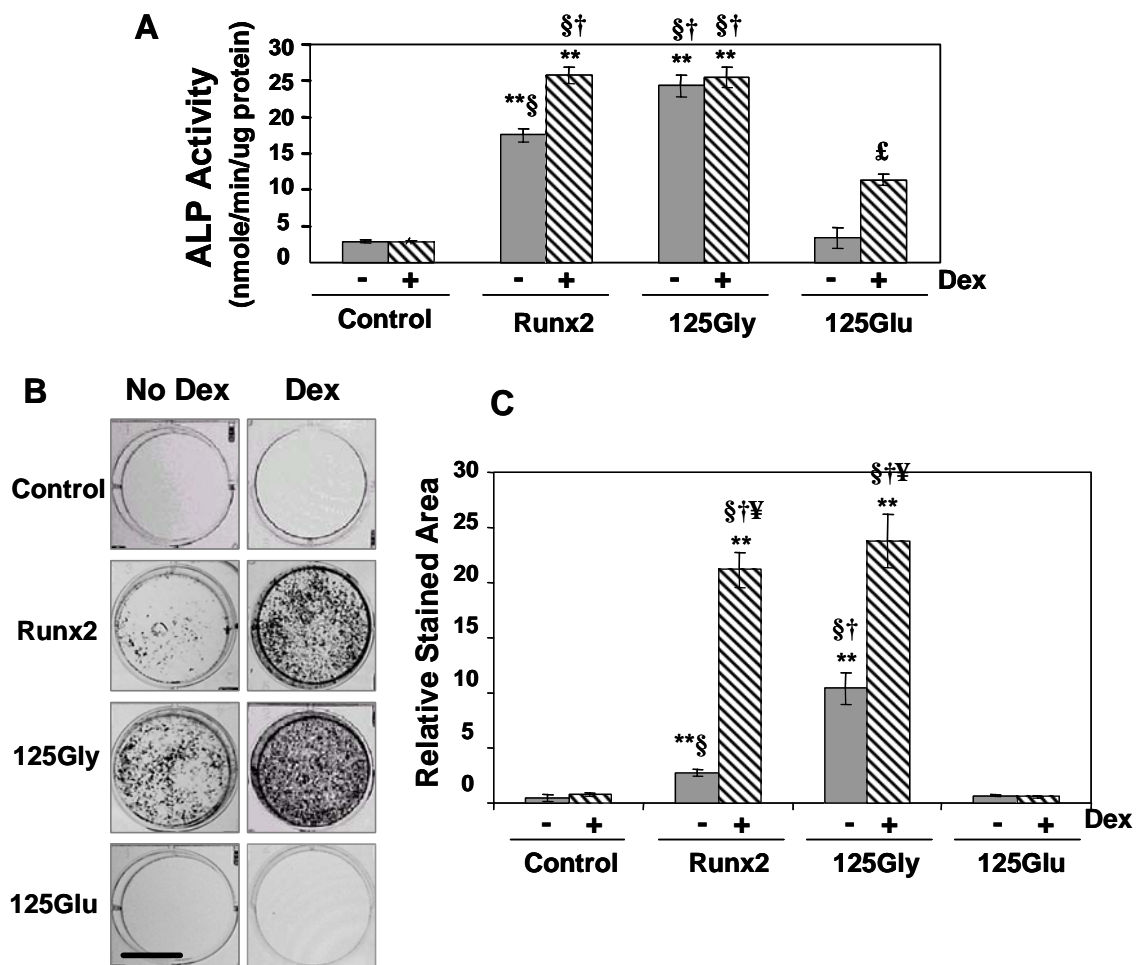 A
ALP Activity
(nmole/min/ug protein)
30
25
20
15
10
5
0
**§
§†
**
§†
**
§†
**
£
- + - + - + - + Dex
Control Runx2 125Gly 125Glu
B
No Dex Dex
Control
Runx2
125Gly
125Glu
C
Relative Stained Area
30
25
20
15
10
5
0
**§
§†¥
**
§†
**
§†¥
**
- + - + - + - + Dex
Control Runx2 125Gly 125Glu